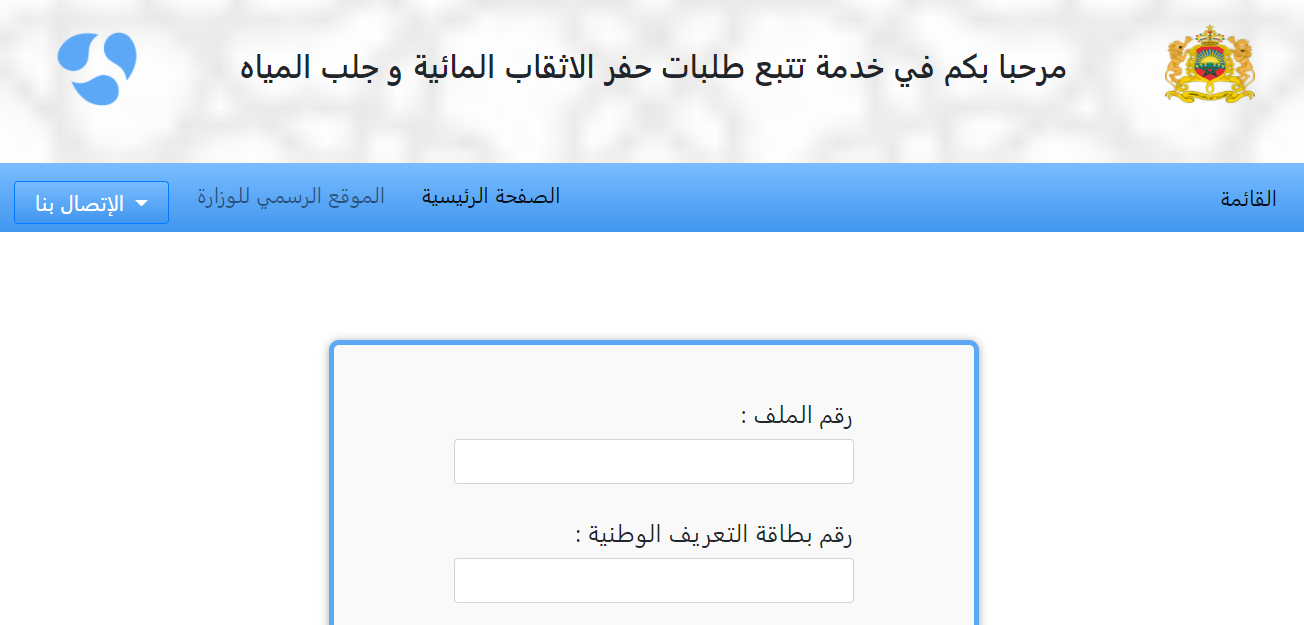 مرحبا بكم في خدمة تتبع طلبات حفر الاثقاب المائية و جلب المياه
القائمة
الصفحة الرئيسية
الموقع الرسمي للوزارة
الإتصال بنا
رقم الملف :
رقم بطاقة التعريف الوطنية :